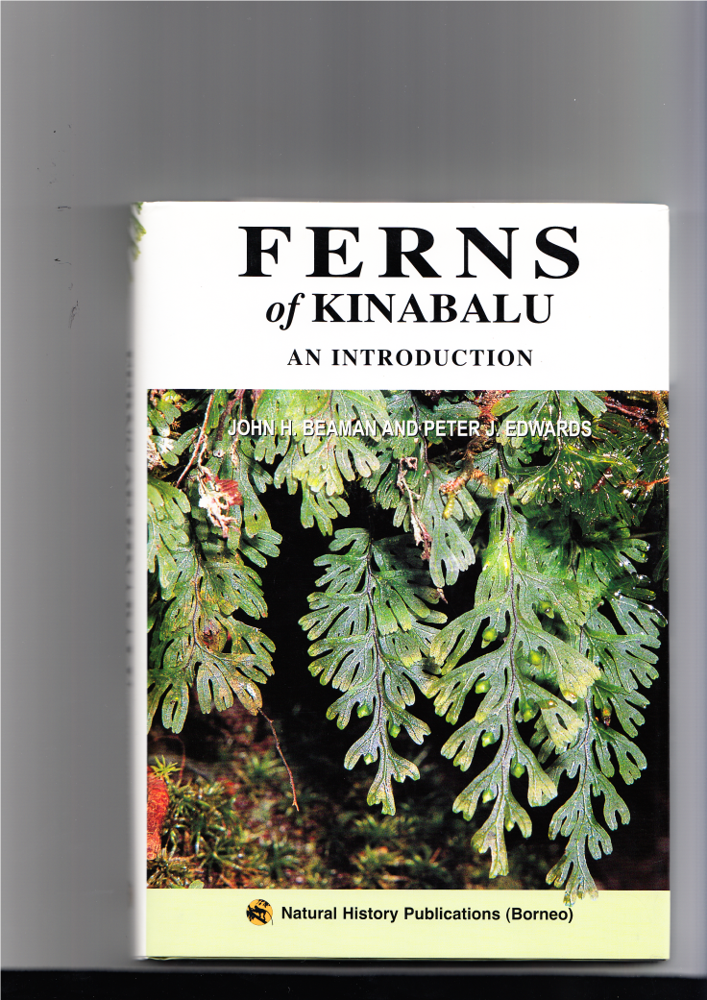 FERNS
of KINABALU
AN INTRODUCTION
JOHN H. BEAMAN AND PETER J. EDWARDS
Natural History Publications (Borneo)